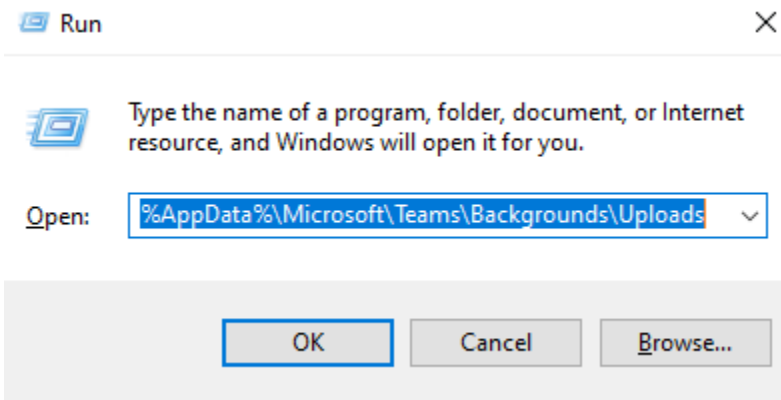 Run
Type the name of a program, folder, document, or Internet
resource, and Windows will open it for you.
Open: %AppData%\Microsoft\Teams\Backgrounds\Uploads
OK Cancel Browse...